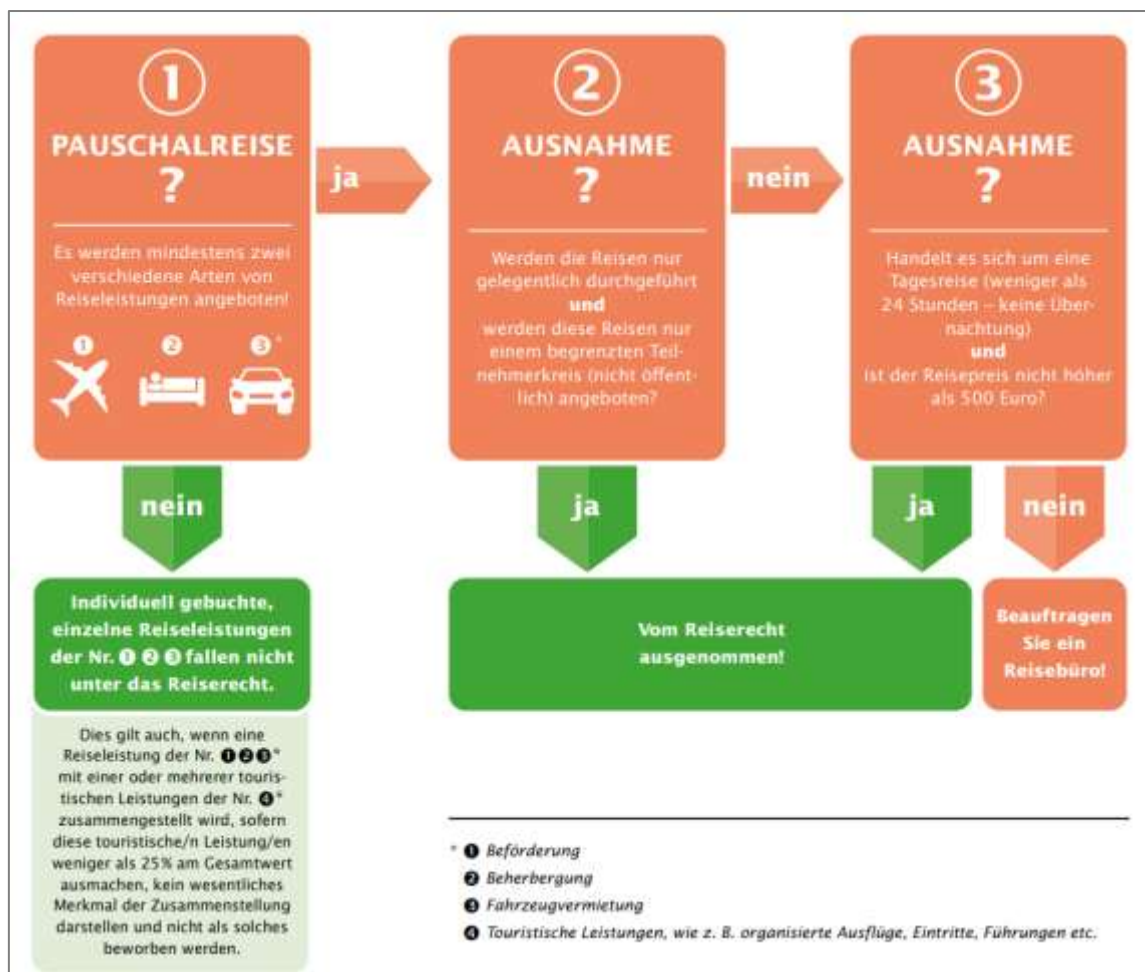 1
PAUSCHALREISE
?
Es werden mindestens zwei
verschiedene Arten von
Reiseleistungen angeboten!
1 2 3 *
ja
2
AUSNAHME
?
Werden die Reisen nur
gelegentlich durchgeführt
und
werden diese Reisen nur
einem begrenzten Teil-
nehmerkreis (nicht öffent-
lich) angeboten?
nein
3
AUSNAHME
?
Handelt es sich um eine
Tagesreise (weniger als
24 Stunden – keine Über-
nachtung)
und
ist der Reisepreis nicht höher
als 500 Euro?
nein
ja
ja
nein
Individuell gebuchte,
einzelne Reiseleistungen
der Nr. ❶ ❷ ❸ fallen nicht
unter das Reiserecht.
Dies gilt auch, wenn eine
Reiseleistung der Nr. ❶❷❸*
mit einer oder mehrerer touris-
tischen Leistungen der Nr. ❹*
zusammengestellt wird, sofern
diese touristische/n Leistung/en
weniger als 25% am Gesamtwert
ausmachen, kein wesentliches
Merkmal der Zusammenstellung
darstellen und nicht als solches
beworben werden.
Vom Reiserecht
ausgenommen!
Beauftragen
Sie ein
Reisebüro!
* ❶ Beförderung
❷ Beherbergung
❸ Fahrzeugvermietung
❹ Touristische Leistungen, wie z. B. organisierte Ausflüge, Eintritte, Führungen etc.